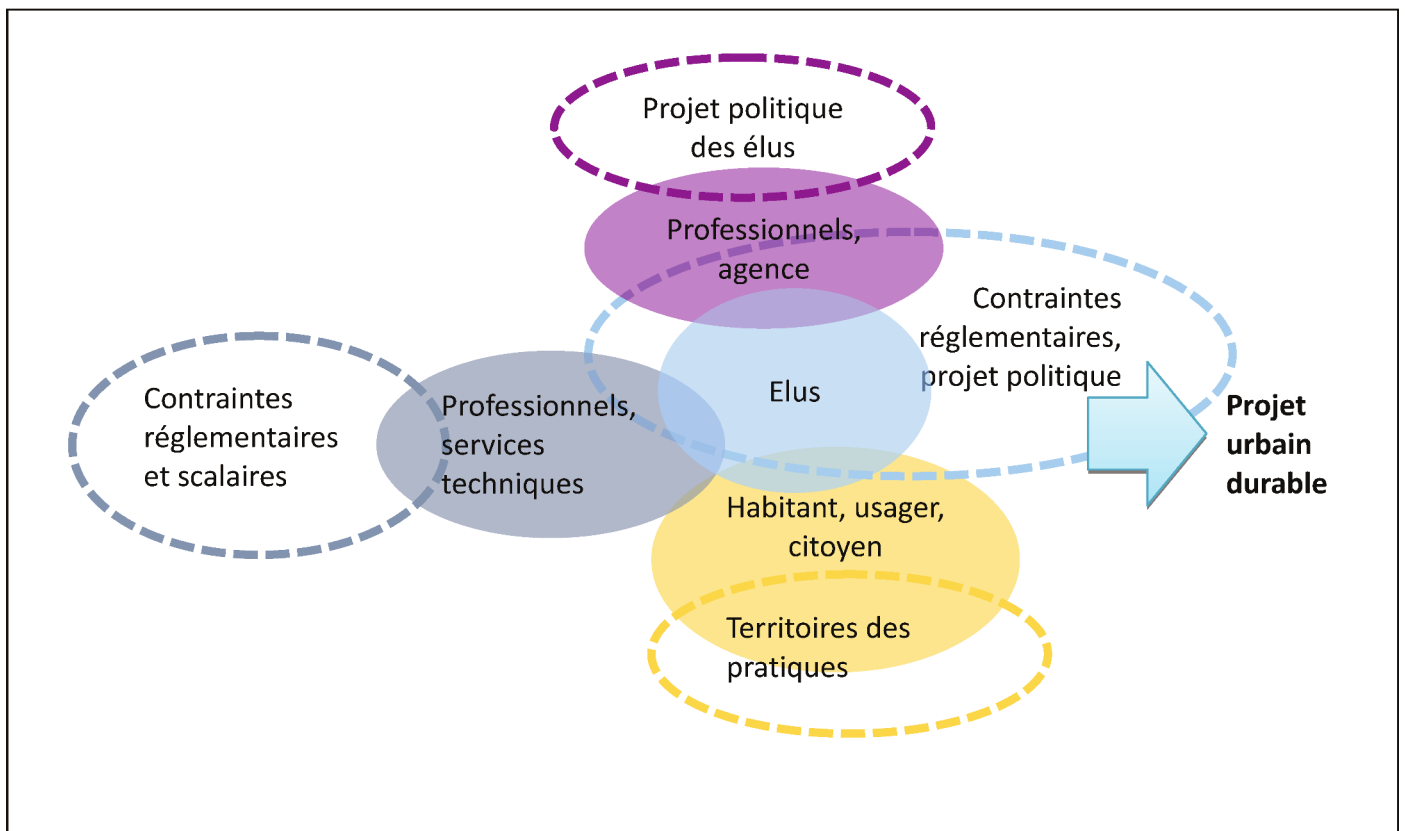 Projet politique
des élus
Professionnels,
agence
Contraintes
réglementaires,
projet politique
Elus
Contraintes
réglementaires
et scalaires
Professionnels,
services
techniques
Projet
urbain
durable
Habitant, usager,
citoyen
Territoires des
pratiques